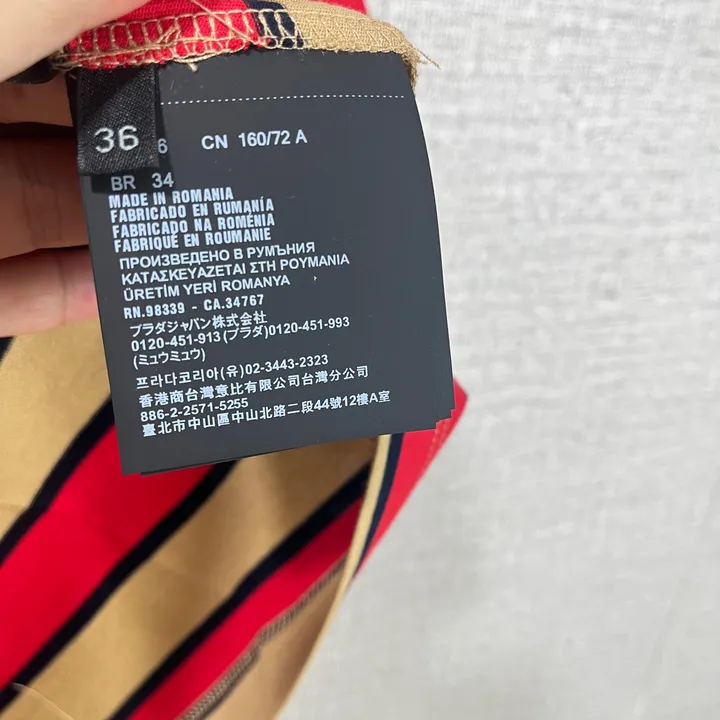 36
6 CN 160/72 A
BR 34
MADE IN ROMANIA
FABRICADO EN RUMANÍA
FABRICADO NA ROMÉNIA
FABRIQUÉ EN ROUMANIE
ПРОИЗВЕДЕНО В РУМЪНИЯ
ΚΑΤΑΣΚΕΥΑΖΕΤΑΙ ΣΤΗ ΡΟΥΜΑΝΙΑ
ÜRETİM YERİ ROMANYA
RN.98339 - CA.34767
プラダジャパン株式会社
0120-451-913 (プラダ)0120-451-993
(ミュウミュウ)
프라다코리아(유)02-3443-2323
香港商台灣意比有限公司台灣分公司
886-2-2571-5255
臺北市中山區中山北路二段44號12樓A室